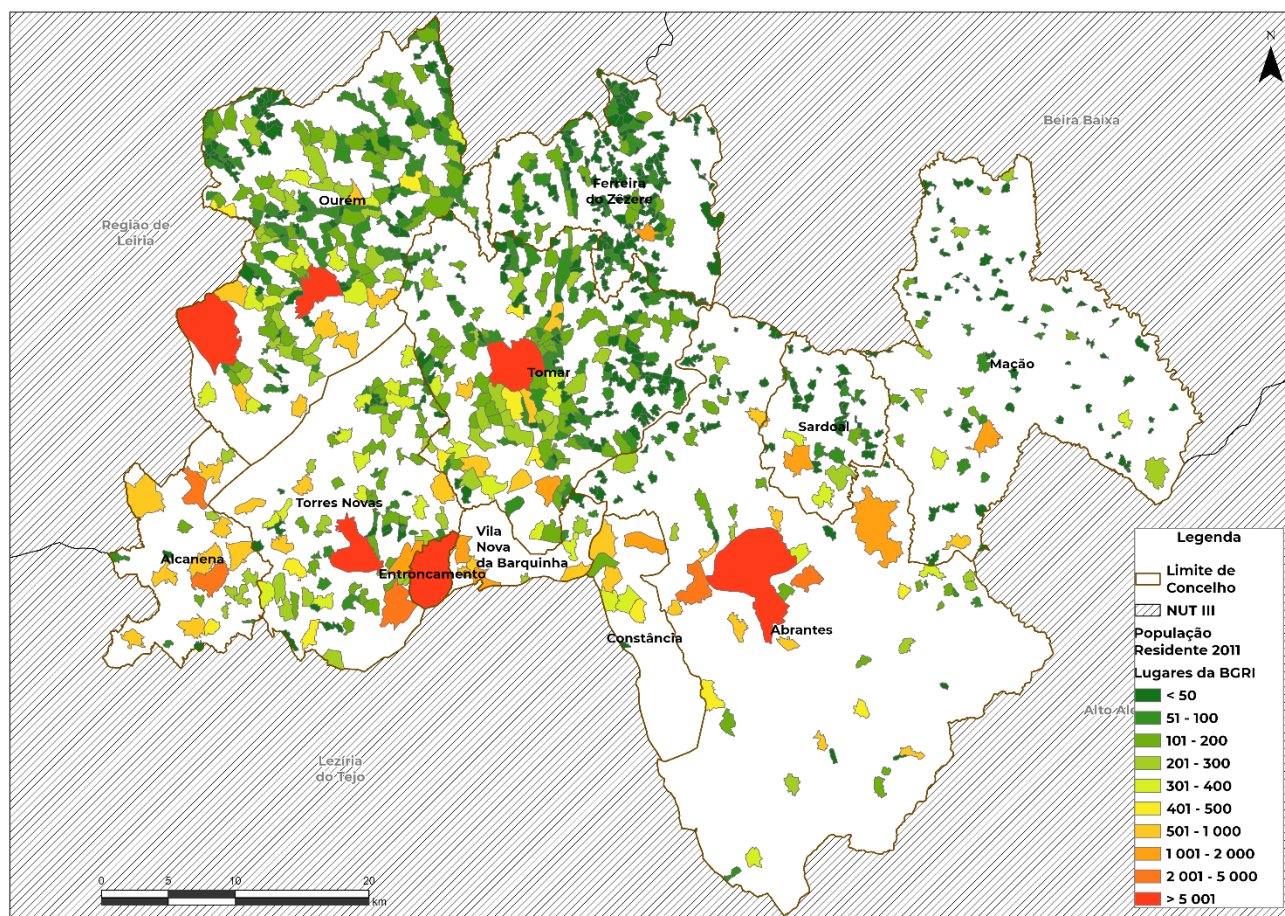 N
Beira Baixa
Ferreira
do Zêzere
Ourém
Região de
Leiria
Mação
Tomar
Sardoal
Torres Novas
Vila
Nova
da Barquinha
Alcanena
Entroncamento
Constância
Abrantes
Lezíria
do Tejo
Alto Ale
Legenda
Limite de
Concelho
NUT III
População
Residente 2011
Lugares da BGRI
< 50
51 - 100
101 - 200
201 - 300
301 - 400
401 - 500
501 - 1 000
1 001 - 2 000
2 001 - 5 000
> 5 001
0 5 10 20
km